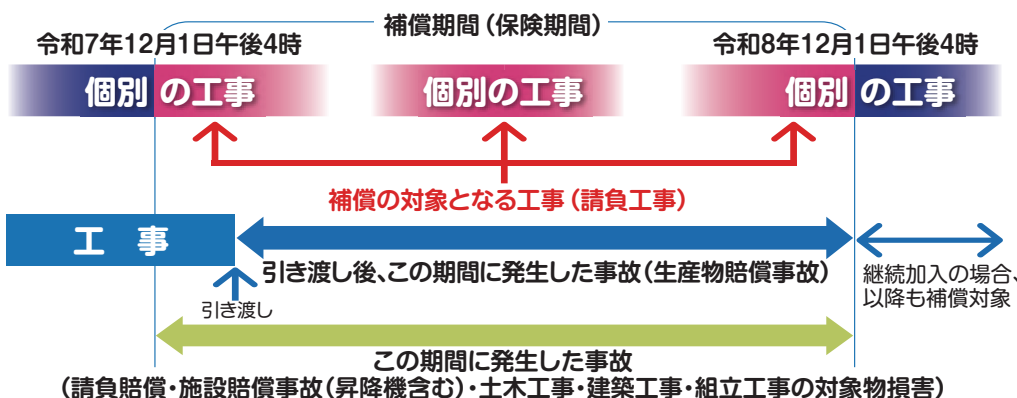 補償期間（保険期間）
令和7年12月1日午後4時
令和8年12月1日午後4時
個別の工事
個別の工事
個別の工事
補償の対象となる工事（請負工事）
工事
引き渡し後、この期間に発生した事故（生産物賠償事故）
継続加入の場合、
以降も補償対象
引き渡し
この期間に発生した事故
（請負賠償・施設賠償事故（昇降機含む）・土木工事・建築工事・組立工事の対象物損害）